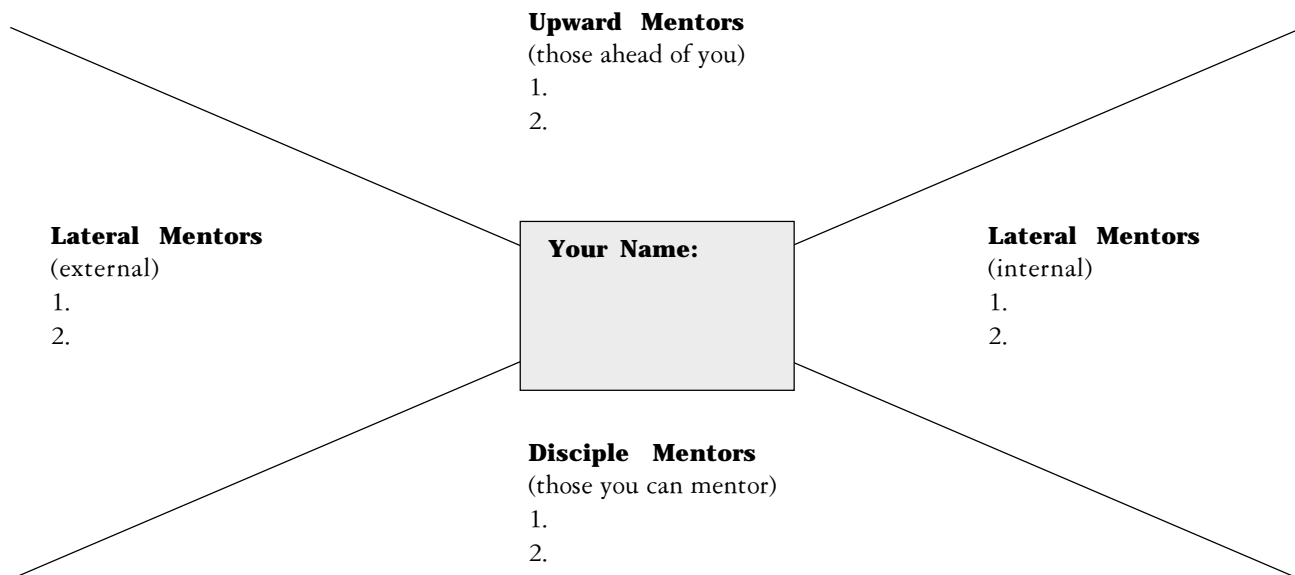 Upward Mentors
(those ahead of you)
1.
2.
Lateral Mentors
(external)
1.
2.
Your Name:
Lateral Mentors
(internal)
1.
2.
Disciple Mentors
(those you can mentor)
1.
2.